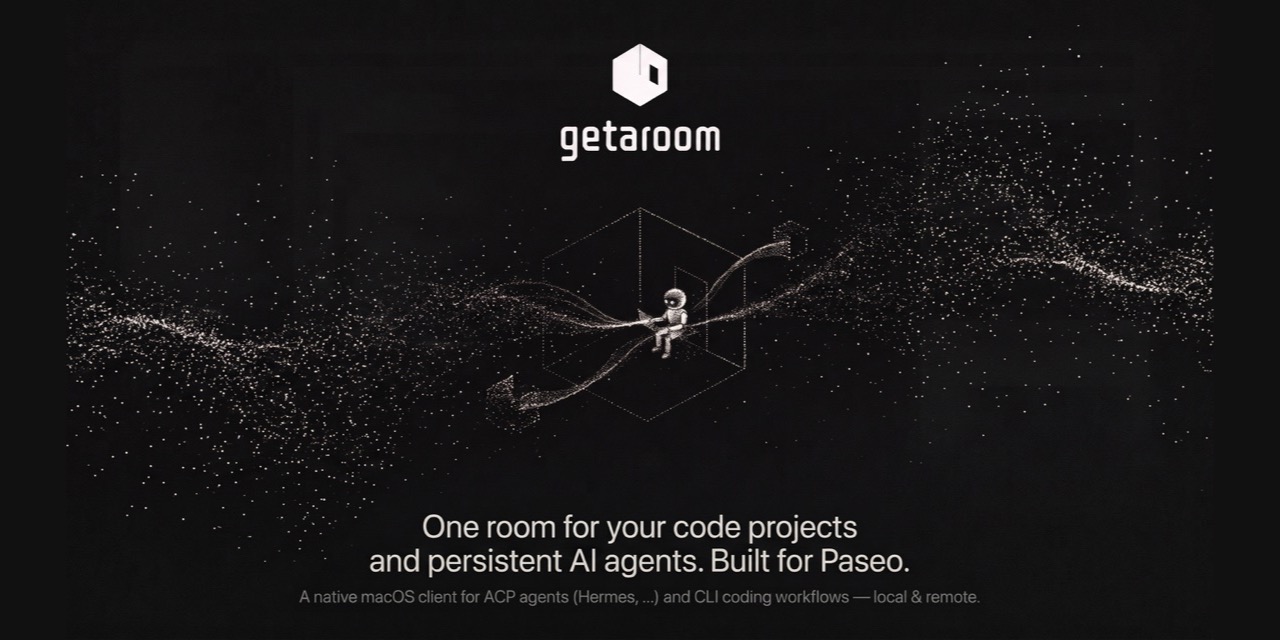 getaroom
One room for your code projects
and persistent AI agents. Built for Paseo.
A native macOS client for ACP agents (Hermes, ...) and CLI coding workflows — local & remote.